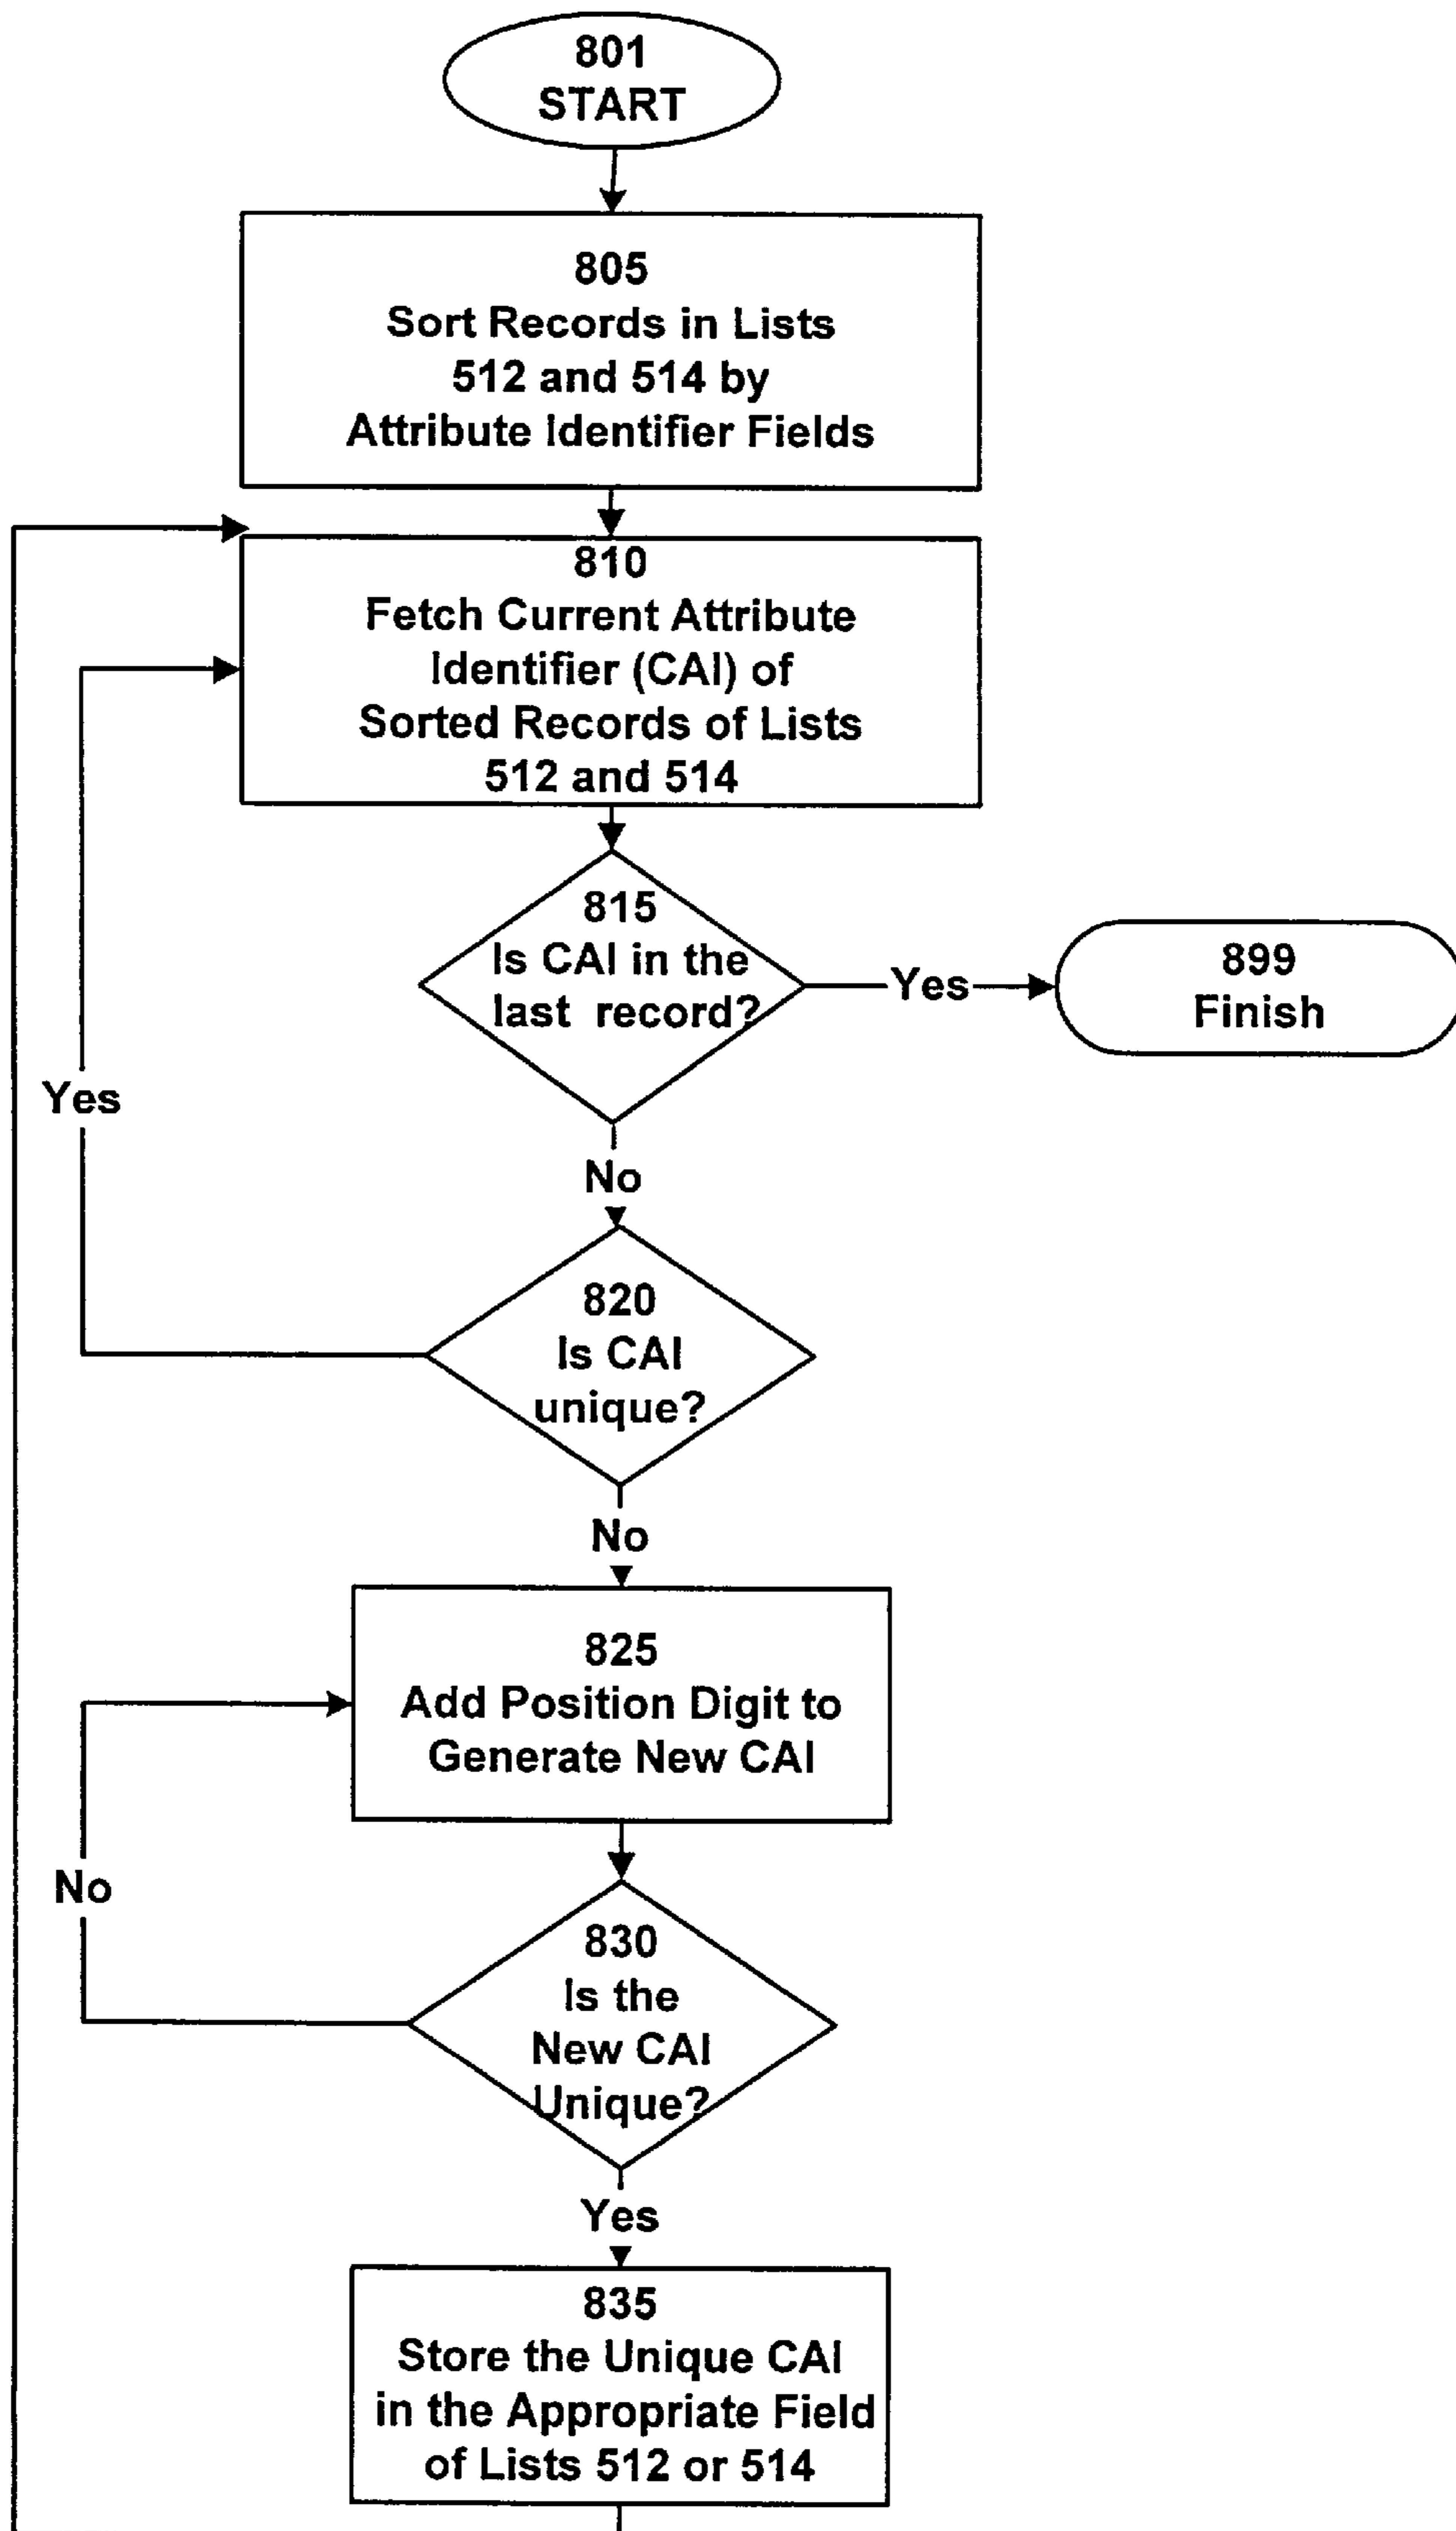 801
START
805
Sort Records in Lists
512 and 514 by
Attribute Identifier Fields
810
Fetch Current Attribute
Identifier (CAI) of
Sorted Records of Lists
512 and 514
815
Is CAI in the
last record?
Yes
899
Finish
No
Yes
820
Is CAI
unique?
No
825
Add Position Digit to
Generate New CAI
No
830
Is the
New CAI
Unique?
Yes
835
Store the Unique CAI
in the Appropriate Field
of Lists 512 or 514